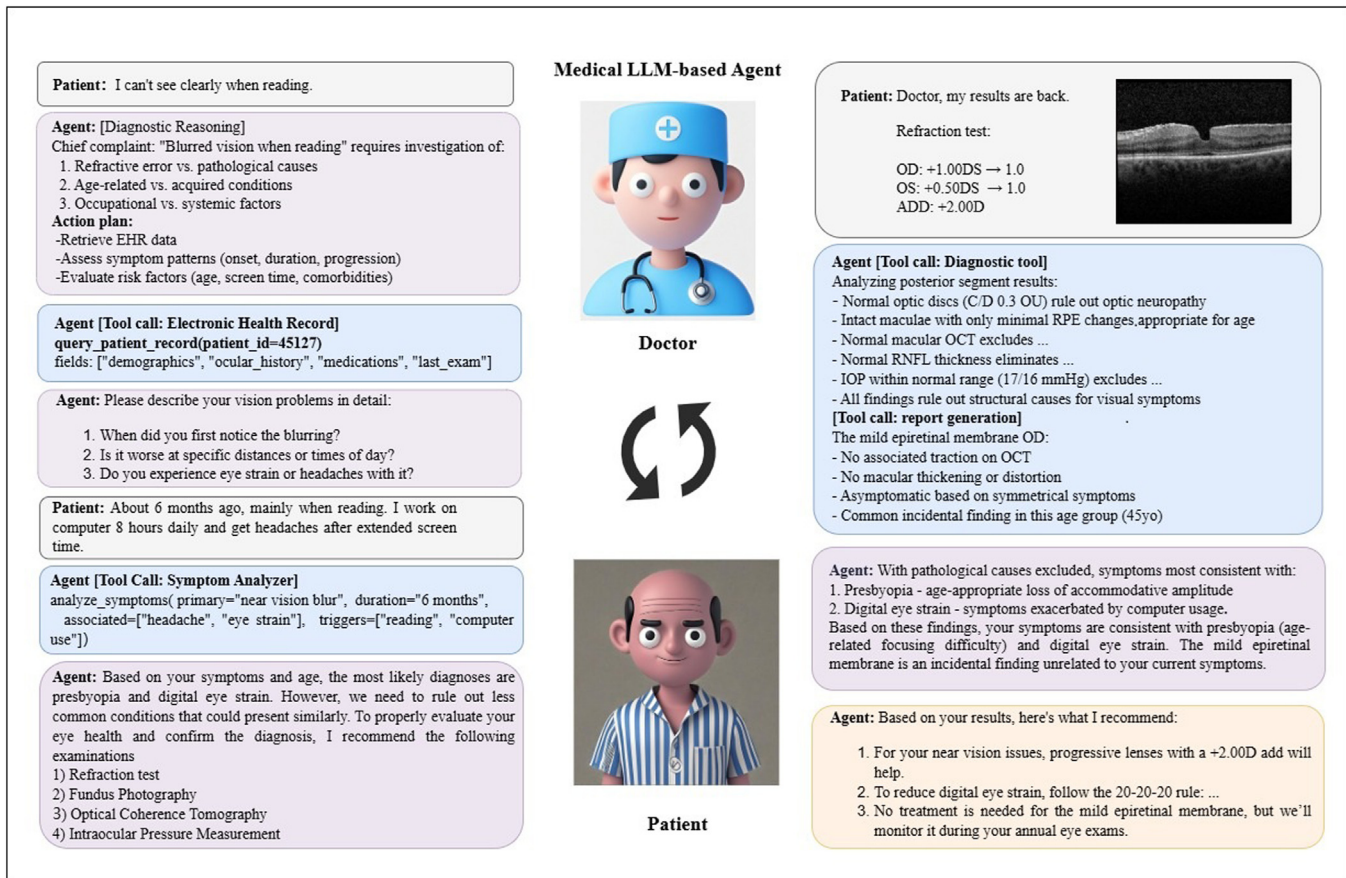 Patient: I can't see clearly when reading.
Agent: [Diagnostic Reasoning]
Chief complaint: "Blurred vision when reading" requires investigation of:
1. Refractive error vs. pathological causes
2. Age-related vs. acquired conditions
3. Occupational vs. systemic factors
Action plan:
-Retrieve EHR data
-Assess symptom patterns (onset, duration, progression)
-Evaluate risk factors (age, screen time, comorbidities)
Agent [Tool call: Electronic Health Record]
query_patient_record(patient_id=45127)
fields: ["demographics", "ocular_history", "medications", "last_exam"]
Agent: Please describe your vision problems in detail:
1. When did you first notice the blurring?
2. Is it worse at specific distances or times of day?
3. Do you experience eye strain or headaches with it?
Patient: About 6 months ago, mainly when reading. I work on
computer 8 hours daily and get headaches after extended screen
time.
Agent [Tool Call: Symptom Analyzer]
analyze_symptoms( primary="near vision blur", duration="6 months",
associated=["headache", "eye strain"], triggers=["reading", "computer
use"])
Agent: Based on your symptoms and age, the most likely diagnoses are
presbyopia and digital eye strain. However, we need to rule out less
common conditions that could present similarly. To properly evaluate your
eye health and confirm the diagnosis, I recommend the following
examinations
1) Refraction test
2) Fundus Photography
3) Optical Coherence Tomography
4) Intraocular Pressure Measurement
Medical LLM-based Agent
Doctor
Patient
Patient: Doctor, my results are back.
Refraction test:
OD: +1.00DS → 1.0
OS: +0.50DS → 1.0
ADD: +2.00D
Agent [Tool call: Diagnostic tool]
Analyzing posterior segment results:
- Normal optic discs (C/D 0.3 OU) rule out optic neuropathy
- Intact maculae with only minimal RPE changes,appropriate for age
- Normal macular OCT excludes ...
- Normal RNFL thickness eliminates ...
- IOP within normal range (17/16 mmHg) excludes ...
- All findings rule out structural causes for visual symptoms
[Tool call: report generation] .
The mild epiretinal membrane OD:
- No associated traction on OCT
- No macular thickening or distortion
- Asymptomatic based on symmetrical symptoms
- Common incidental finding in this age group (45yo)
Agent: With pathological causes excluded, symptoms most consistent with:
1. Presbyopia - age-appropriate loss of accommodative amplitude
2. Digital eye strain - symptoms exacerbated by computer usage.
Based on these findings, your symptoms are consistent with presbyopia (age-
related focusing difficulty) and digital eye strain. The mild epiretinal
membrane is an incidental finding unrelated to your current symptoms.
Agent: Based on your results, here's what I recommend:
1. For your near vision issues, progressive lenses with a +2.00D add will
help.
2. To reduce digital eye strain, follow the 20-20-20 rule: ...
3. No treatment is needed for the mild epiretinal membrane, but we'll
monitor it during your annual eye exams.